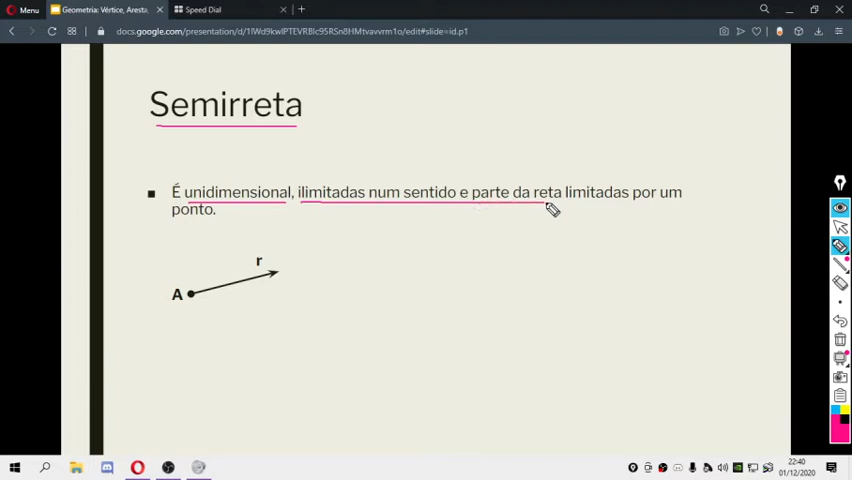 Menu
Geometria: Vértice, Aresta,
Speed Dial
docs.google.com/presentation/d/1lWd9kwlPTEVRBlc95RSn8HMtvavvrm1o/edit#slide=id.p1
Semirreta
É unidimensional, ilimitadas num sentido e parte da reta limitadas por um
ponto.
r
A
22:40
01/12/2020